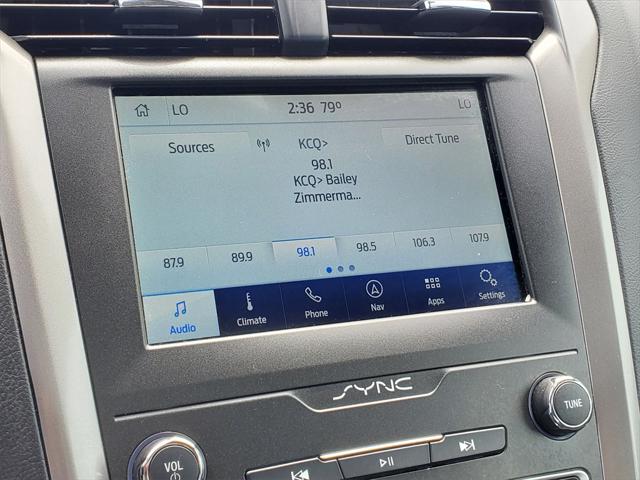 LO 2:36 79° LO
Sources KCQ> Direct Tune
98.1
KCQ> Bailey
Zimmerma...
87.9 89.9 98.1 98.5 106.3 107.9
Audio Climate Phone Nav Apps Settings
SYNC
TUNE
VOL